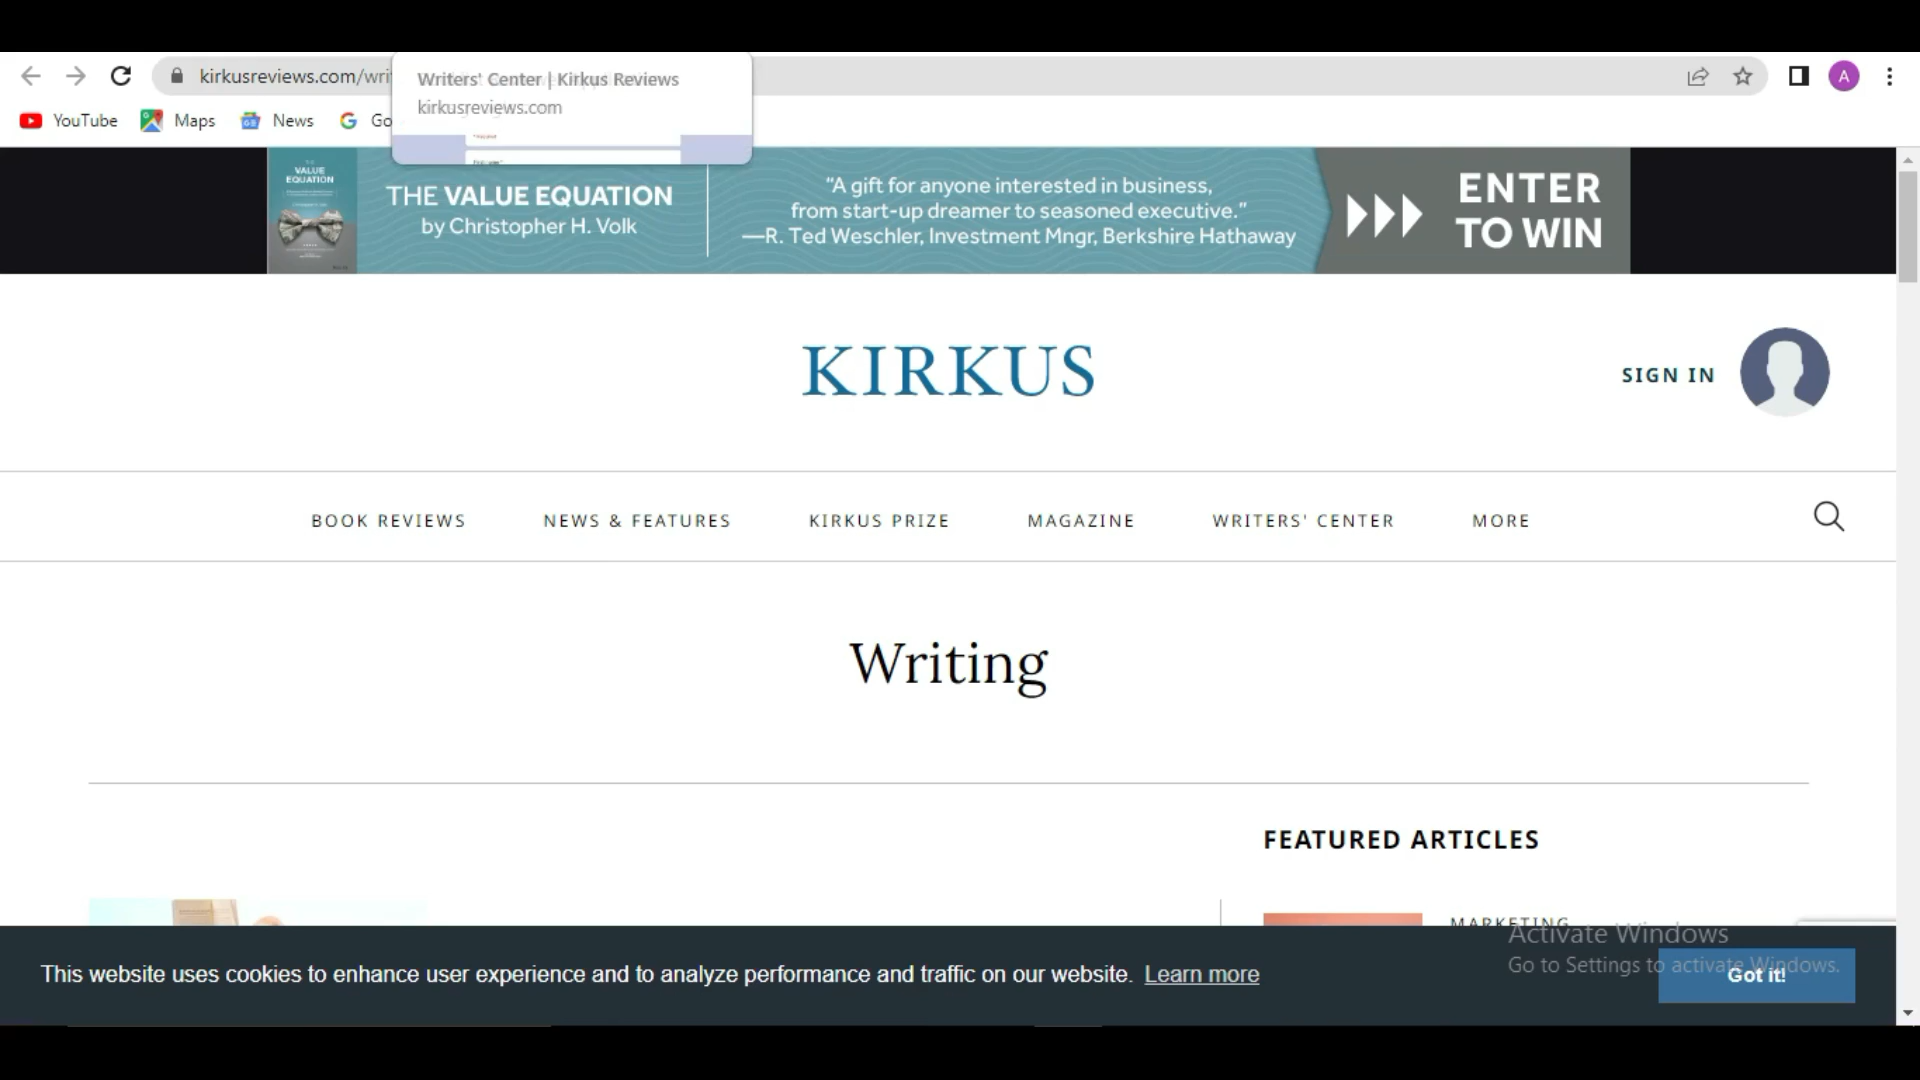 kirkusreviews.com/wri
Writers' Center | Kirkus Reviews
kirkusreviews.com
YouTube
Maps
News
Go
VALUE
EQUATION
THE VALUE EQUATION
by Christopher H. Volk
“A gift for anyone interested in business,
from start-up dreamer to seasoned executive.”
—R. Ted Weschler, Investment Mngr, Berkshire Hathaway
ENTER
TO WIN
KIRKUS
SIGN IN
BOOK REVIEWS
NEWS & FEATURES
KIRKUS PRIZE
MAGAZINE
WRITERS' CENTER
MORE
Writing
FEATURED ARTICLES
MARKETING
Activate Windows
Go to Settings to activate Windows.
This website uses cookies to enhance user experience and to analyze performance and traffic on our website. Learn more
Got it!
A